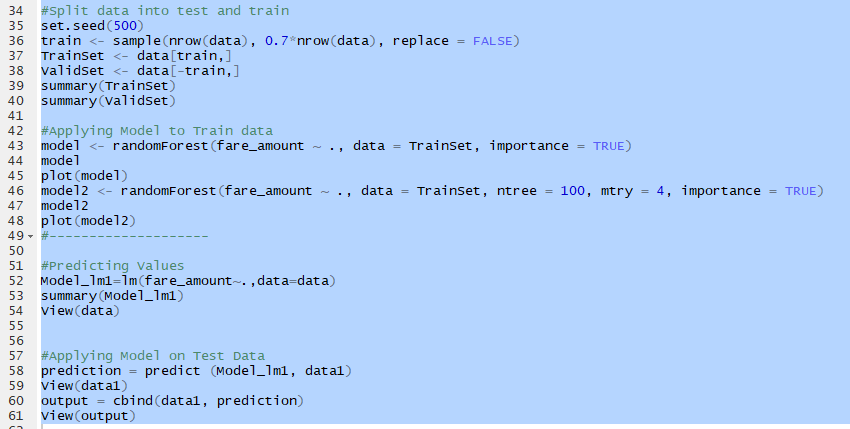 34 #Split data into test and train
35 set.seed(500)
36 train <- sample(nrow(data), 0.7*nrow(data), replace = FALSE)
37 TrainSet <- data[train,]
38 ValidSet <- data[-train,]
39 summary(TrainSet)
40 summary(ValidSet)
41
42 #Applying Model to Train data
43 model <- randomForest(fare_amount ~ ., data = TrainSet, importance = TRUE)
44 model
45 plot(model)
46 model2 <- randomForest(fare_amount ~ ., data = TrainSet, ntree = 100, mtry = 4, importance = TRUE)
47 model2
48 plot(model2)
49 #--------------------
50
51 #Predicting Values
52 Model_lm1=lm(fare_amount~.,data=data)
53 summary(Model_lm1)
54 View(data)
55
56
57 #Applying Model on Test Data
58 prediction = predict (Model_lm1, data1)
59 View(data1)
60 output = cbind(data1, prediction)
61 View(output)